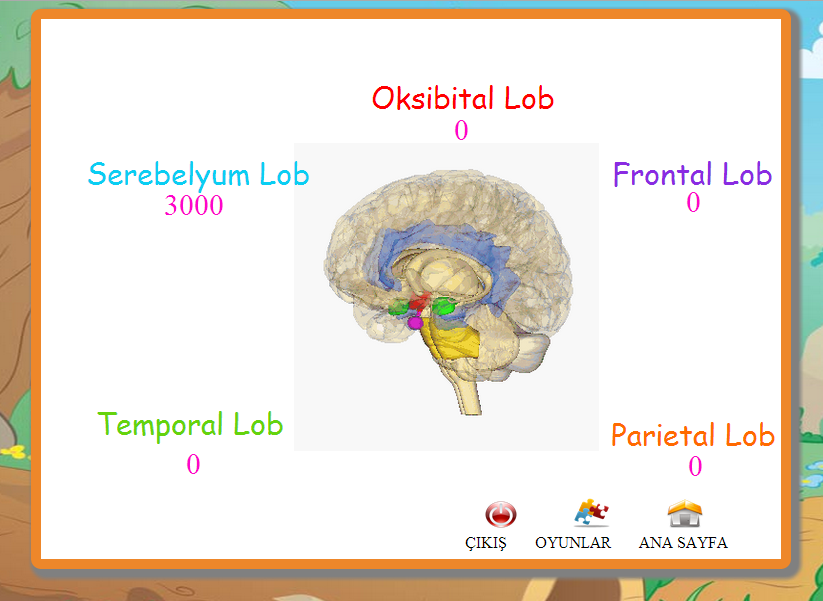 Oksibital Lob
0
Serebelyum Lob
3000
Frontal Lob
0
Temporal Lob
0
Parietal Lob
0
ÇIKIŞ
OYUNLAR
ANA SAYFA